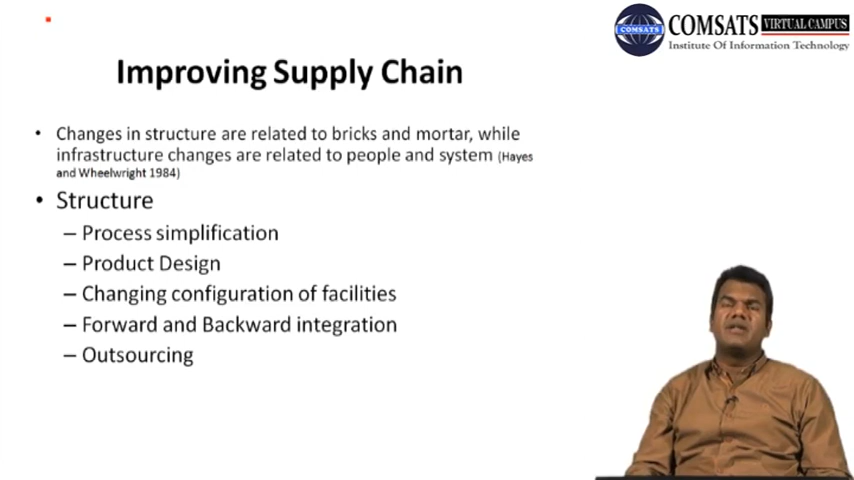 COMSATS VIRTUAL CAMPUS
COMSATS
Institute Of Information Technology
Improving Supply Chain
• Changes in structure are related to bricks and mortar, while
infrastructure changes are related to people and system (Hayes
and Wheelwright 1984)
• Structure
– Process simplification
– Product Design
– Changing configuration of facilities
– Forward and Backward integration
– Outsourcing